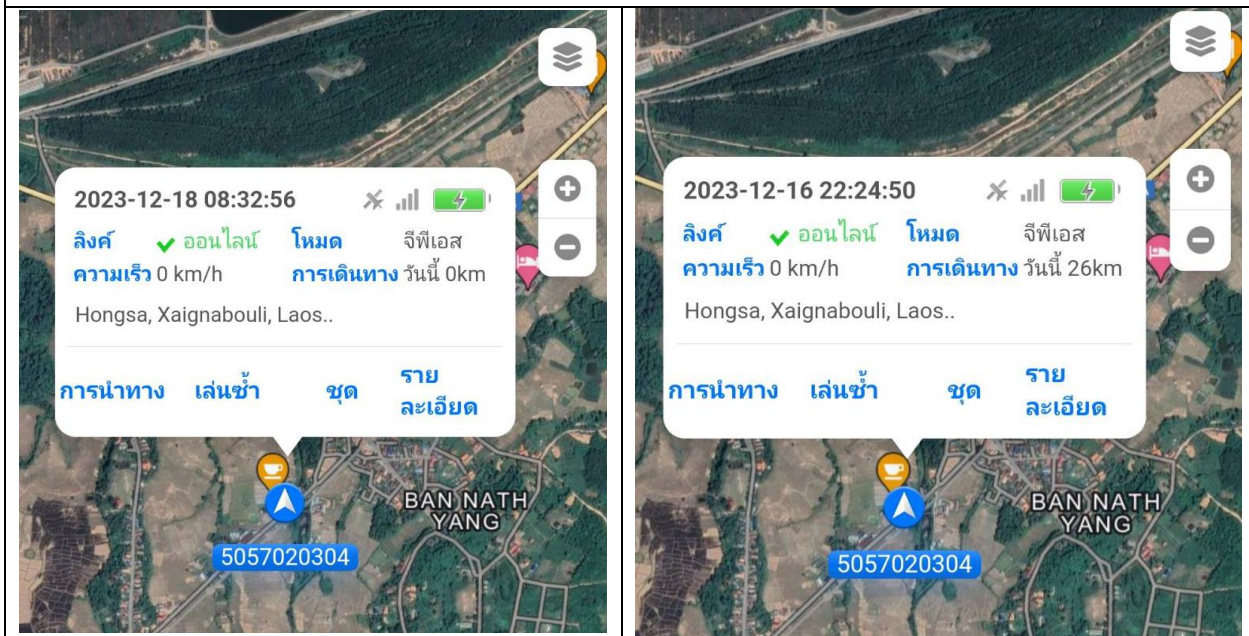 2023-12-18 08:32:56
ลิงค์ ออนไลน์ โหมด จีพีเอส
ความเร็ว 0 km/h การเดินทาง วันนี้ 0km
Hongsa, Xaignabouli, Laos..
การนำทาง เล่นซ้ำ ชุด ราย
ละเอียด
BAN NATH
YANG
5057020304
2023-12-16 22:24:50
ลิงค์ ออนไลน์ โหมด จีพีเอส
ความเร็ว 0 km/h การเดินทาง วันนี้ 26km
Hongsa, Xaignabouli, Laos..
การนำทาง เล่นซ้ำ ชุด ราย
ละเอียด
BAN NATH
YANG
5057020304